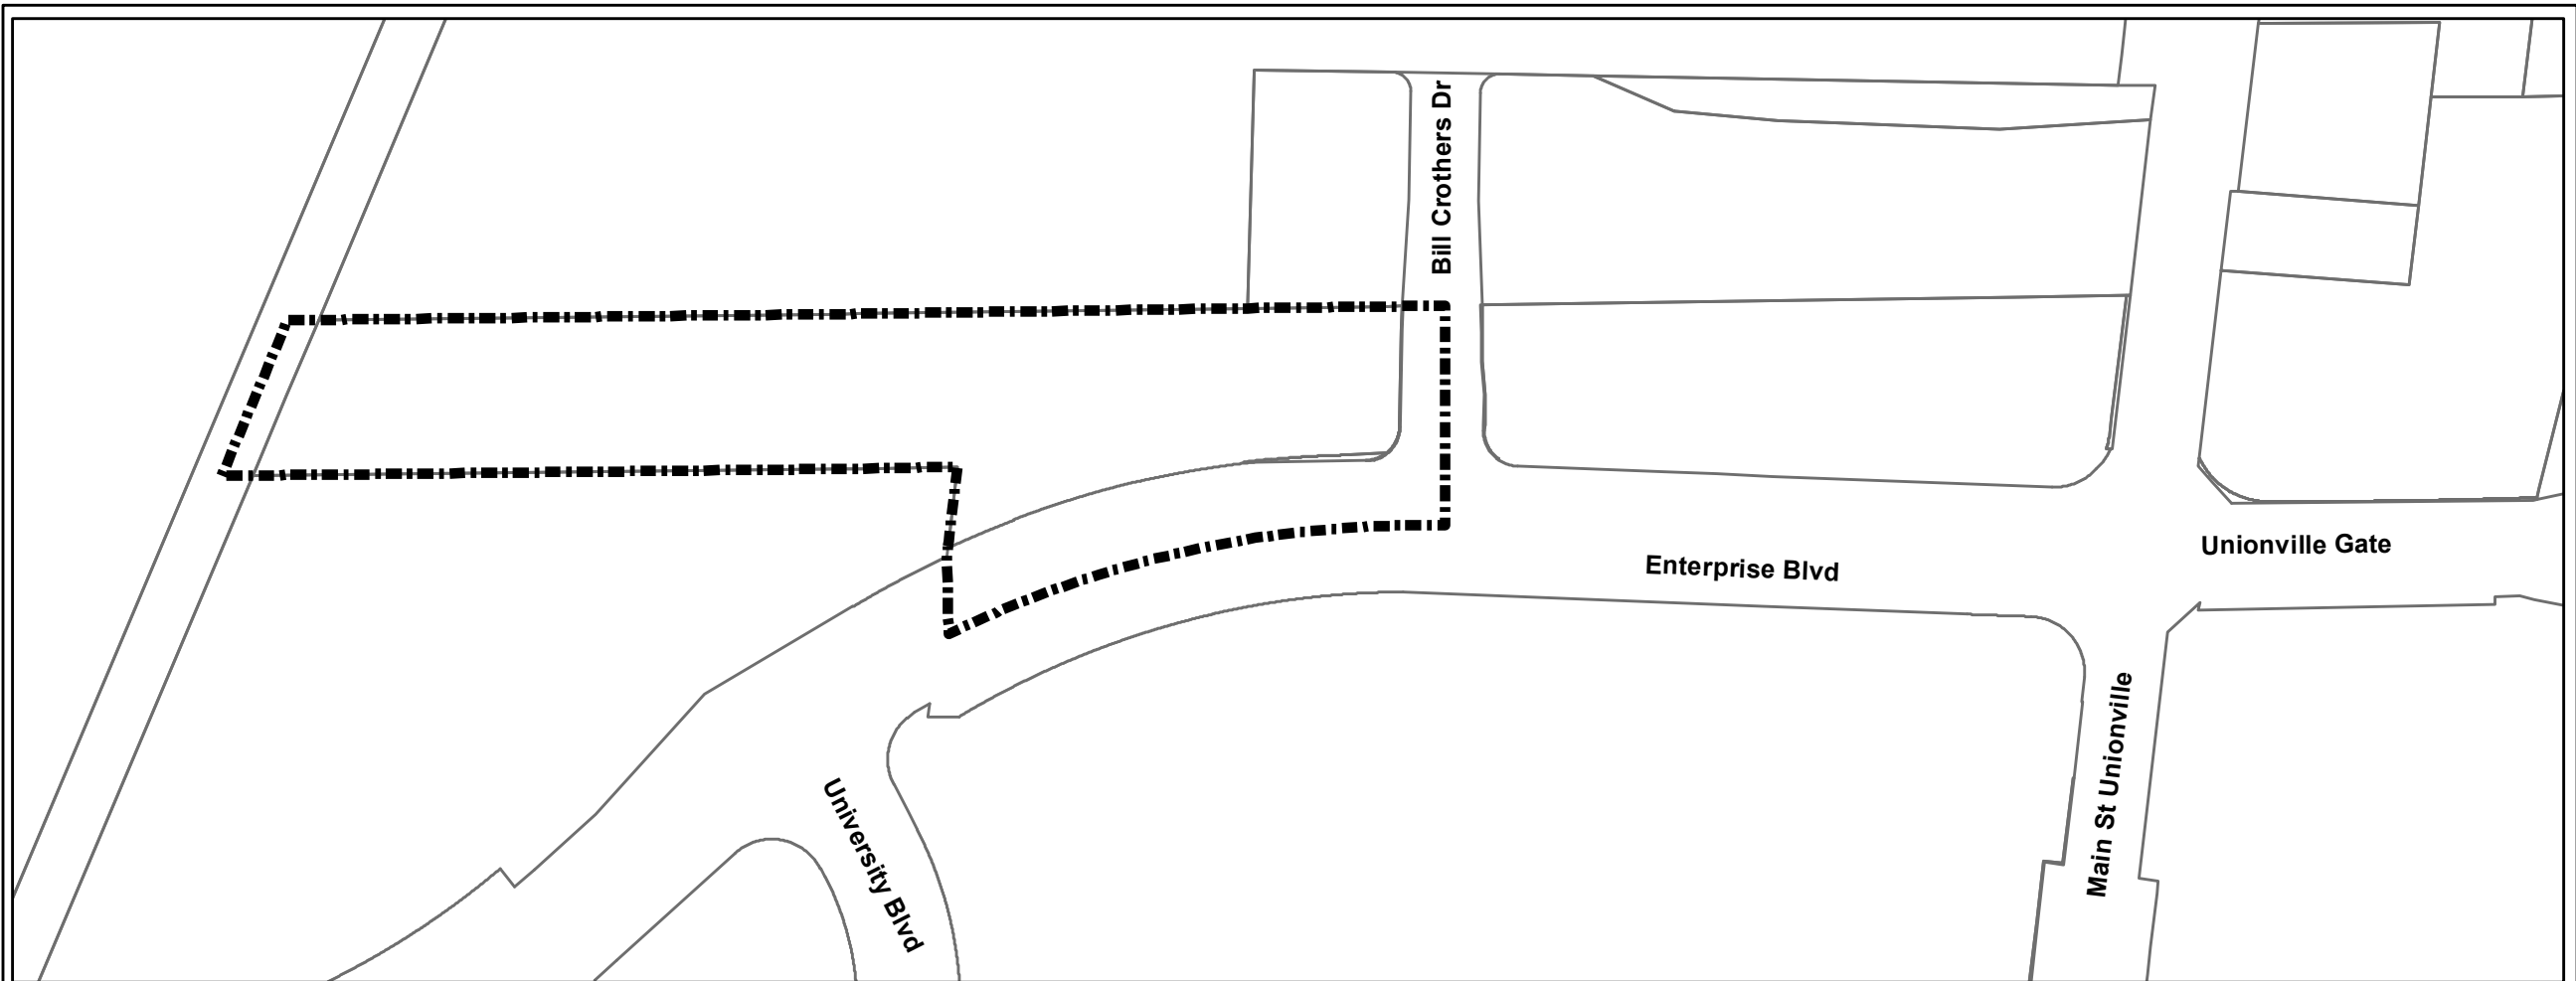 Bill Crothers Dr
Unionville Gate
Enterprise Blvd
Main St Unionville
University Blvd